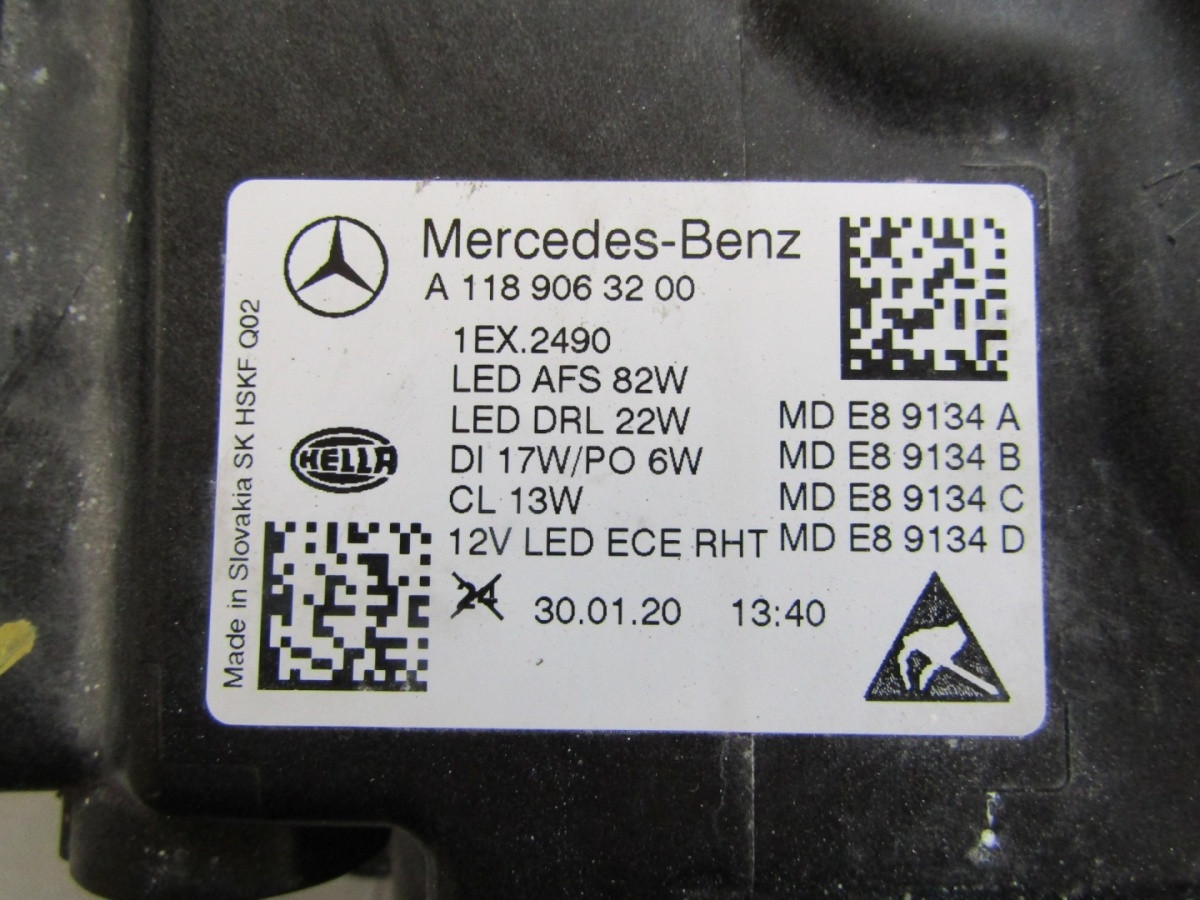 Mercedes-Benz
A 118 906 32 00
1EX.2490
LED AFS 82W
LED DRL 22W
DI 17W/PO 6W
CL 13W
12V LED ECE RHT
MD E8 9134 A
MD E8 9134 B
MD E8 9134 C
MD E8 9134 D
HELLA
24
30.01.20 13:40
Made in Slovakia SK HSKF Q02